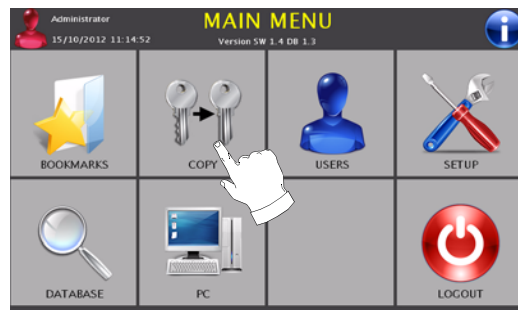 Administrater
MAIN MENU
15/10/2012 11:14:52
Version SW 1.4 DB 1.3
BOOKMARKS
COPY
USERS
SETUP
DATABASE
PC
LOGOUT